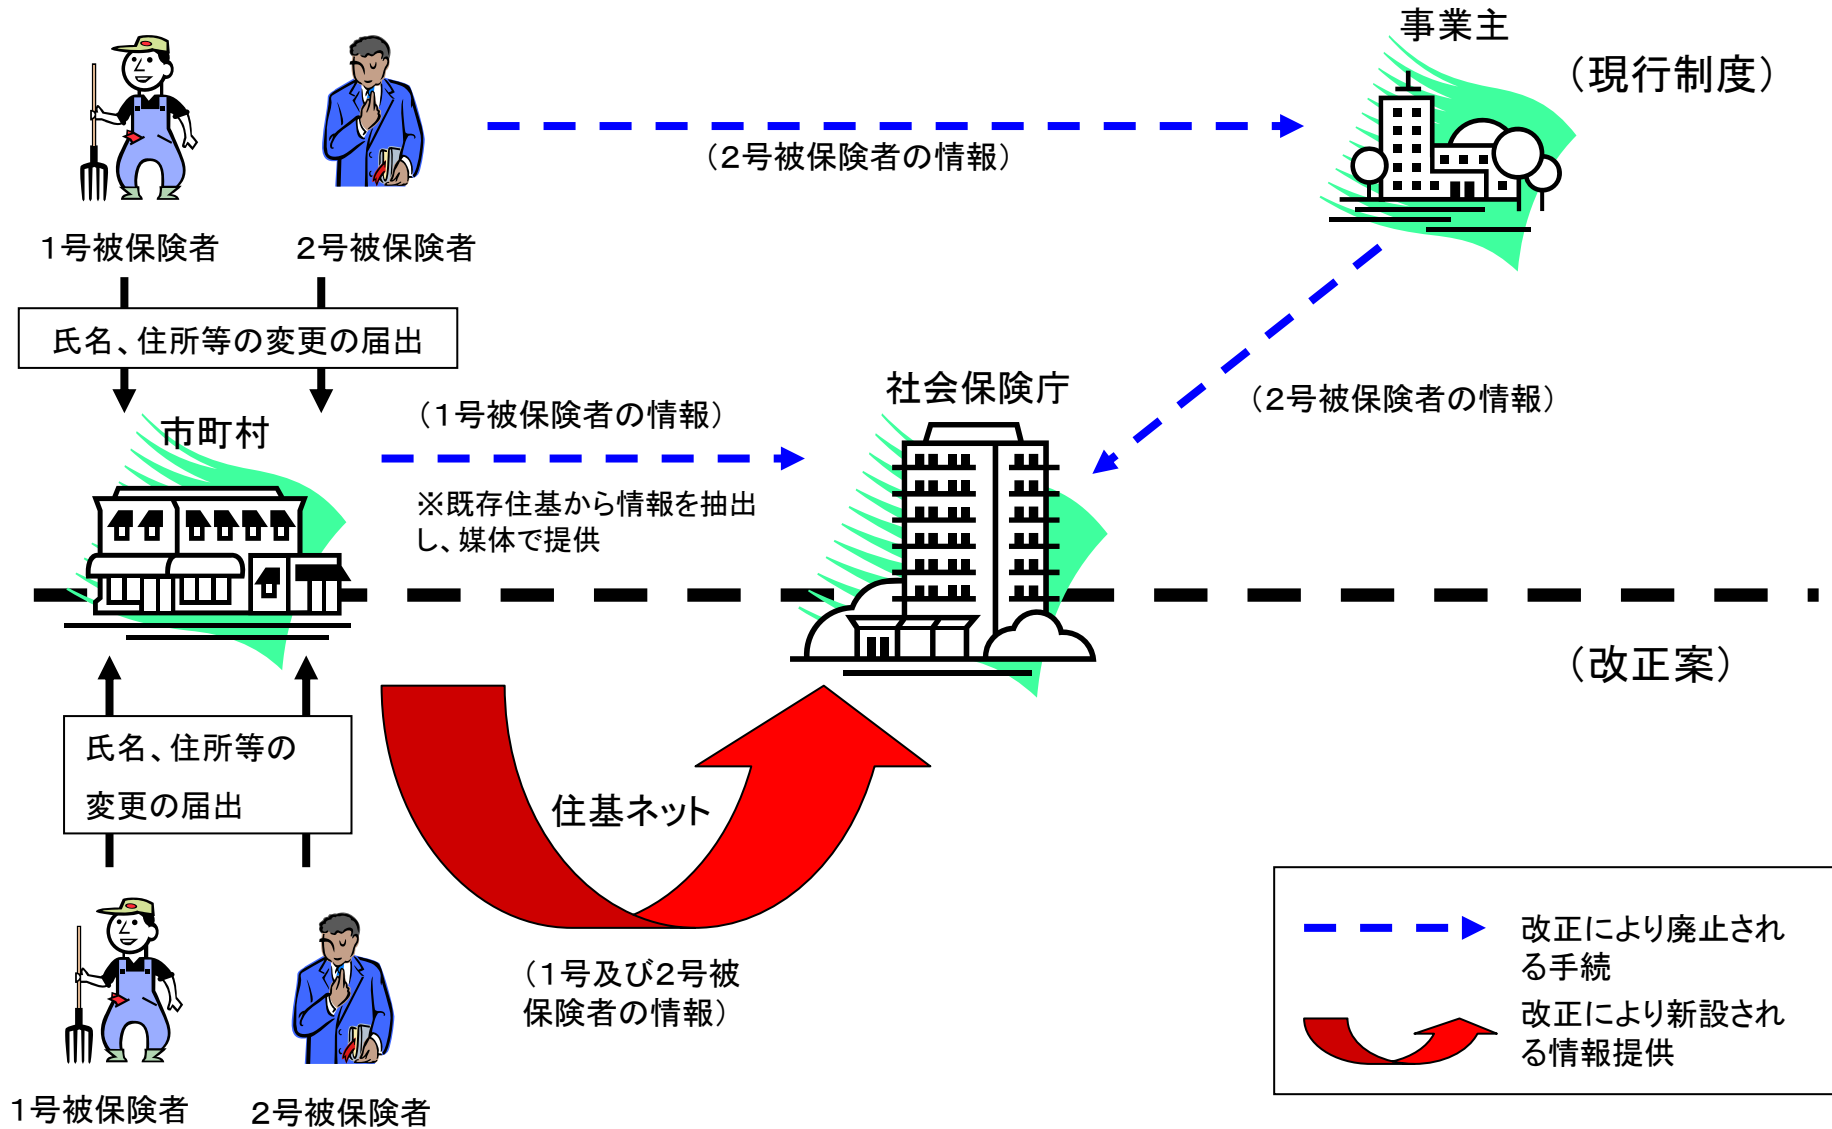 事業主
（現行制度）
（２号被保険者の情報）
１号被保険者
２号被保険者
氏名、住所等の変更の届出
社会保険庁
（２号被保険者の情報）
（１号被保険者の情報）
市町村
※既存住基から情報を抽出
し、媒体で提供
（改正案）
氏名、住所等の
変更の届出
住基ネット
（１号及び２号被
保険者の情報）
改正により廃止され
る手続
改正により新設され
る情報提供
１号被保険者
２号被保険者